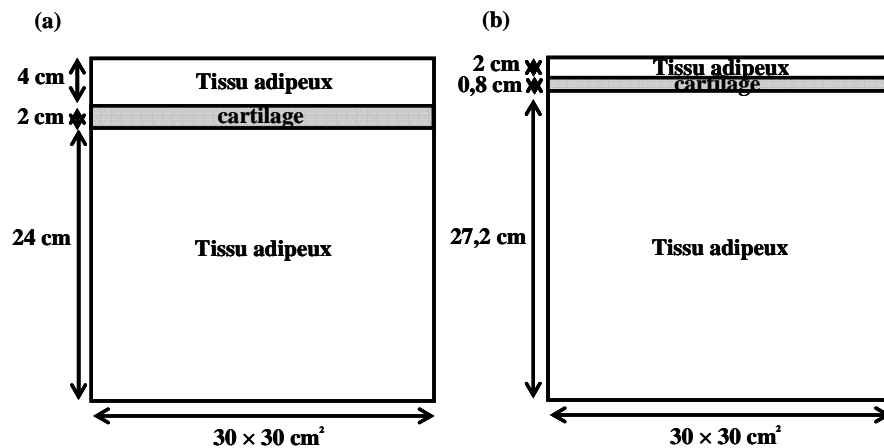 (a)
4 cm
Tissu adipeux
2 cm
cartilage
24 cm
Tissu adipeux
30 × 30 cm²
(b)
2 cm
Tissu adipeux
0,8 cm
cartilage
27,2 cm
Tissu adipeux
30 × 30 cm²